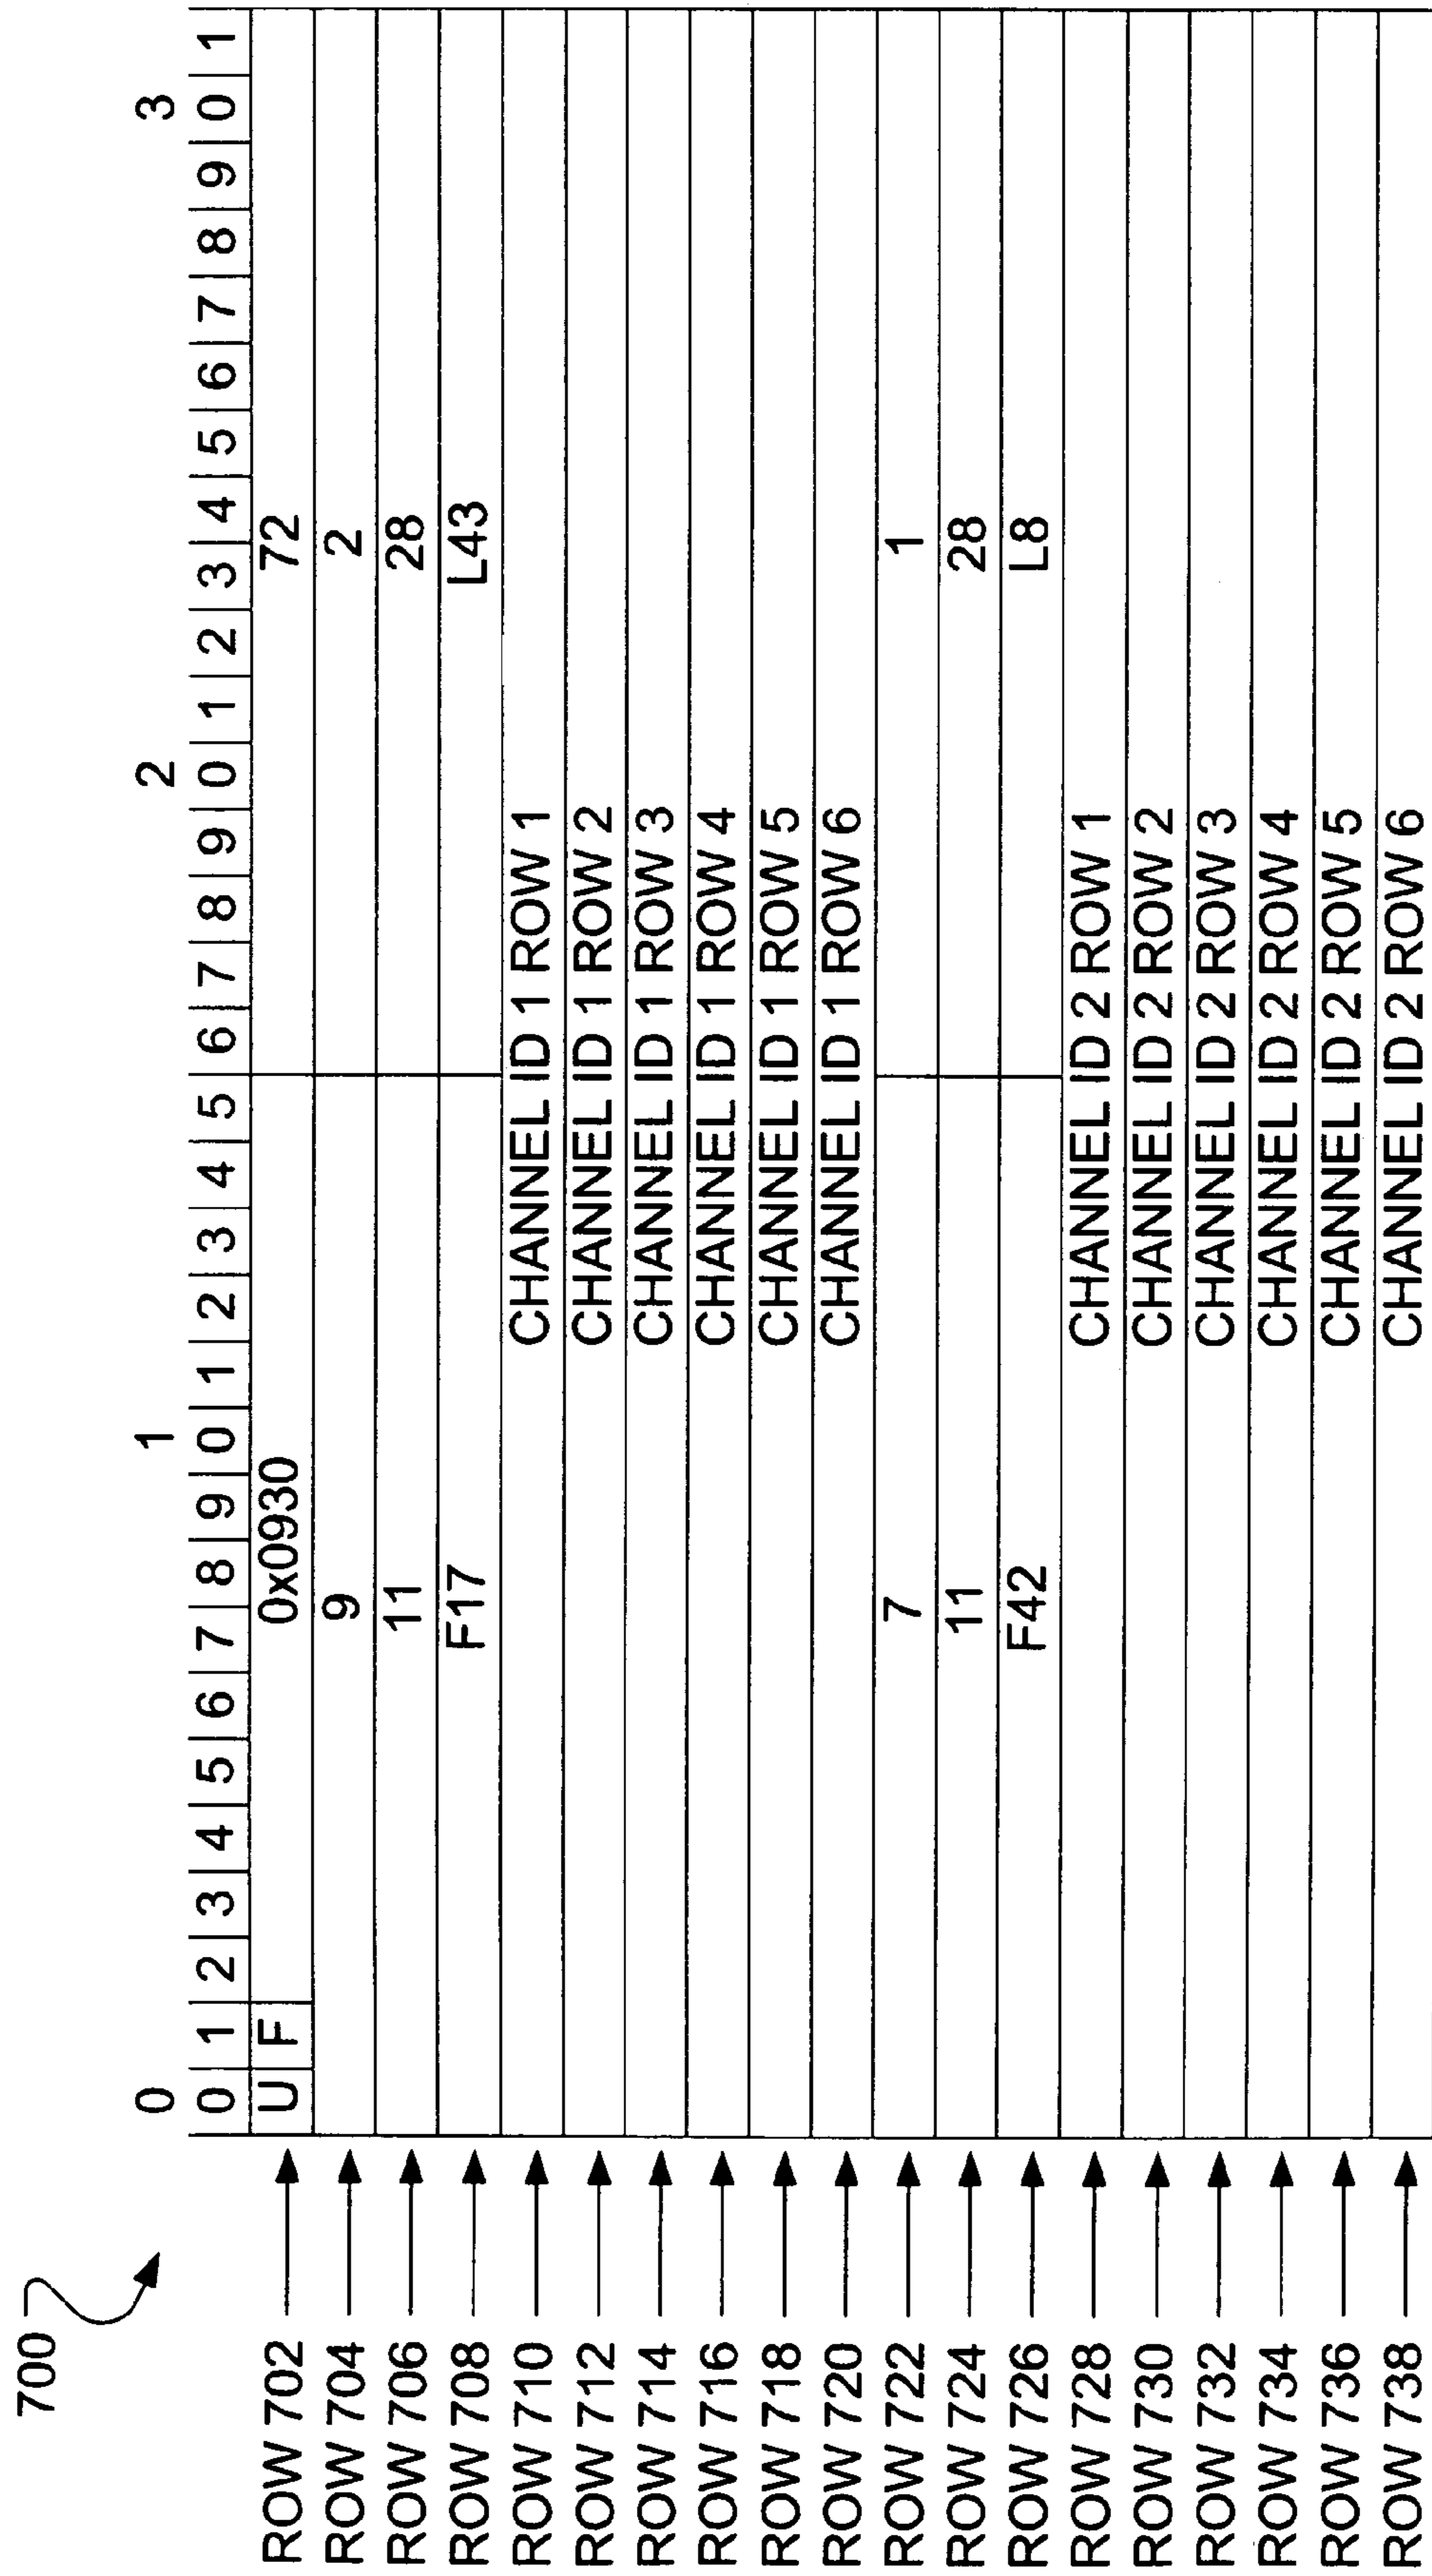 700
0 1 2 3
0 1 2 3 4 5 6 7 8 9 0 1 2 3 4 5 6 7 8 9 0 1 2 3 4 5 6 7 8 9 0 1
ROW 702 U F 0x0930 72
ROW 704 9 2
ROW 706 11 28
ROW 708 F17 L43
ROW 710 CHANNEL ID 1 ROW 1
ROW 712 CHANNEL ID 1 ROW 2
ROW 714 CHANNEL ID 1 ROW 3
ROW 716 CHANNEL ID 1 ROW 4
ROW 718 CHANNEL ID 1 ROW 5
ROW 720 CHANNEL ID 1 ROW 6
ROW 722 7 1
ROW 724 11 28
ROW 726 F42 L8
ROW 728 CHANNEL ID 2 ROW 1
ROW 730 CHANNEL ID 2 ROW 2
ROW 732 CHANNEL ID 2 ROW 3
ROW 734 CHANNEL ID 2 ROW 4
ROW 736 CHANNEL ID 2 ROW 5
ROW 738 CHANNEL ID 2 ROW 6